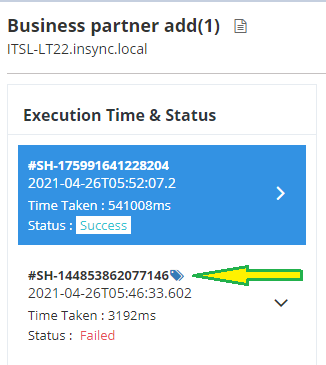 Business partner add(1)
ITSL-LT22.insync.local
Execution Time & Status
#SH-175991641228204
2021-04-26T05:52:07.2
Time Taken : 541008ms
Status : Success
#SH-144853862077146
2021-04-26T05:46:33.602
Time Taken : 3192ms
Status : Failed